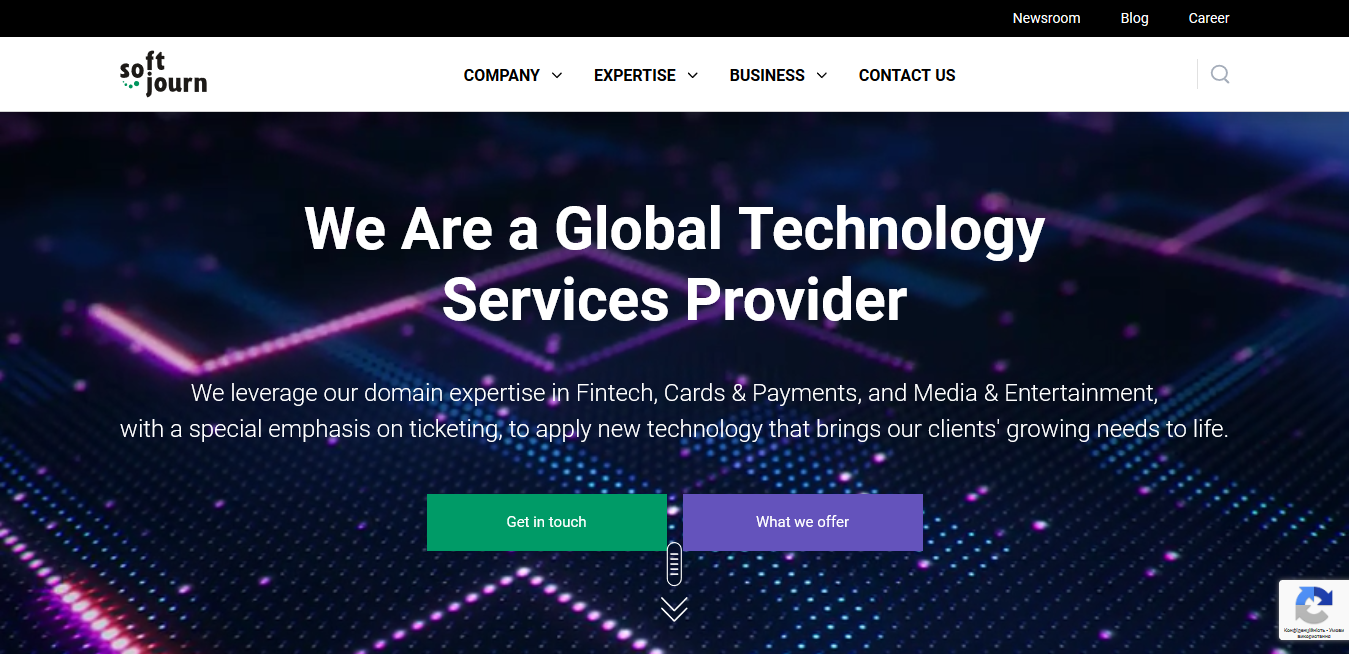 Newsroom Blog Career
soft
journ
COMPANY EXPERTISE BUSINESS CONTACT US
We Are a Global Technology
Services Provider
We leverage our domain expertise in Fintech, Cards & Payments, and Media & Entertainment,
with a special emphasis on ticketing, to apply new technology that brings our clients' growing needs to life.
Get in touch What we offer
Конфіденційність - Умови
використання